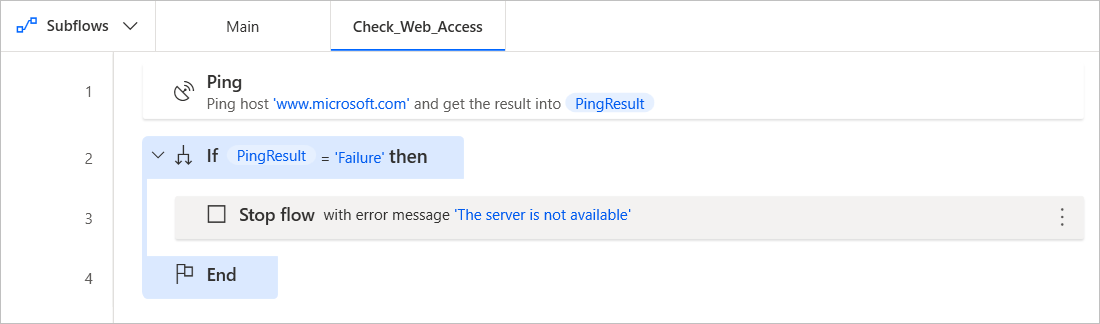 Subflows Main Check_Web_Access
1 Ping
Ping host 'www.microsoft.com' and get the result into PingResult
2 If PingResult = 'Failure' then
3 Stop flow with error message 'The server is not available'
4 End